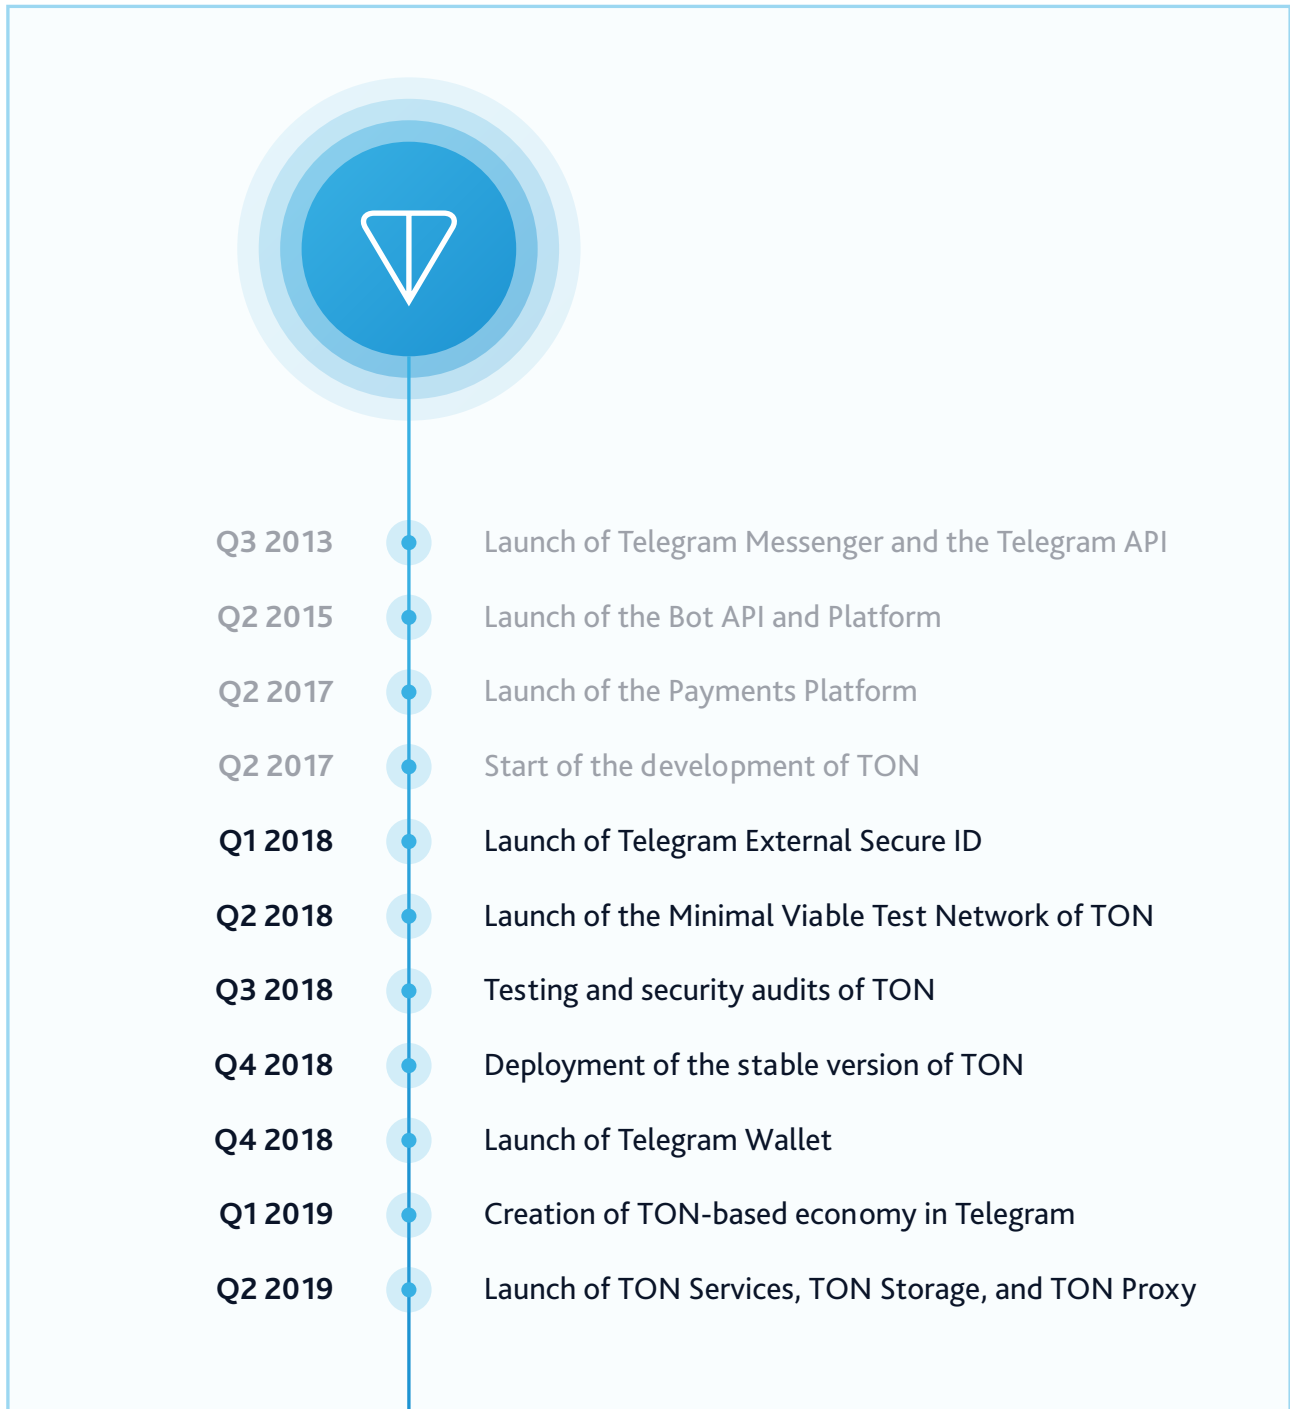 Q3 2013 Launch of Telegram Messenger and the Telegram API
Q2 2015 Launch of the Bot API and Platform
Q2 2017 Launch of the Payments Platform
Q2 2017 Start of the development of TON
Q1 2018 Launch of Telegram External Secure ID
Q2 2018 Launch of the Minimal Viable Test Network of TON
Q3 2018 Testing and security audits of TON
Q4 2018 Deployment of the stable version of TON
Q4 2018 Launch of Telegram Wallet
Q1 2019 Creation of TON-based economy in Telegram
Q2 2019 Launch of TON Services, TON Storage, and TON Proxy